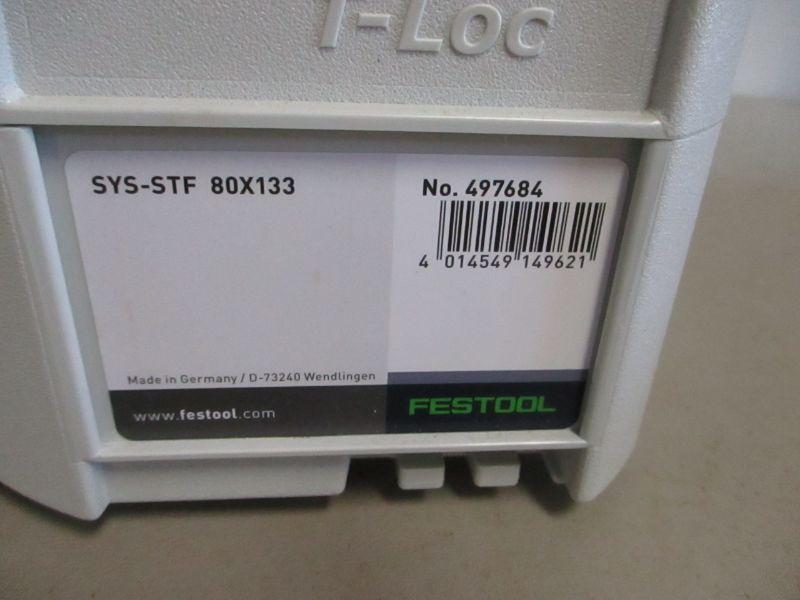 T-Loc
SYS-STF 80X133
No. 497684
4 014549 149621
Made in Germany / D-73240 Wendlingen
www.festool.com
FESTOOL